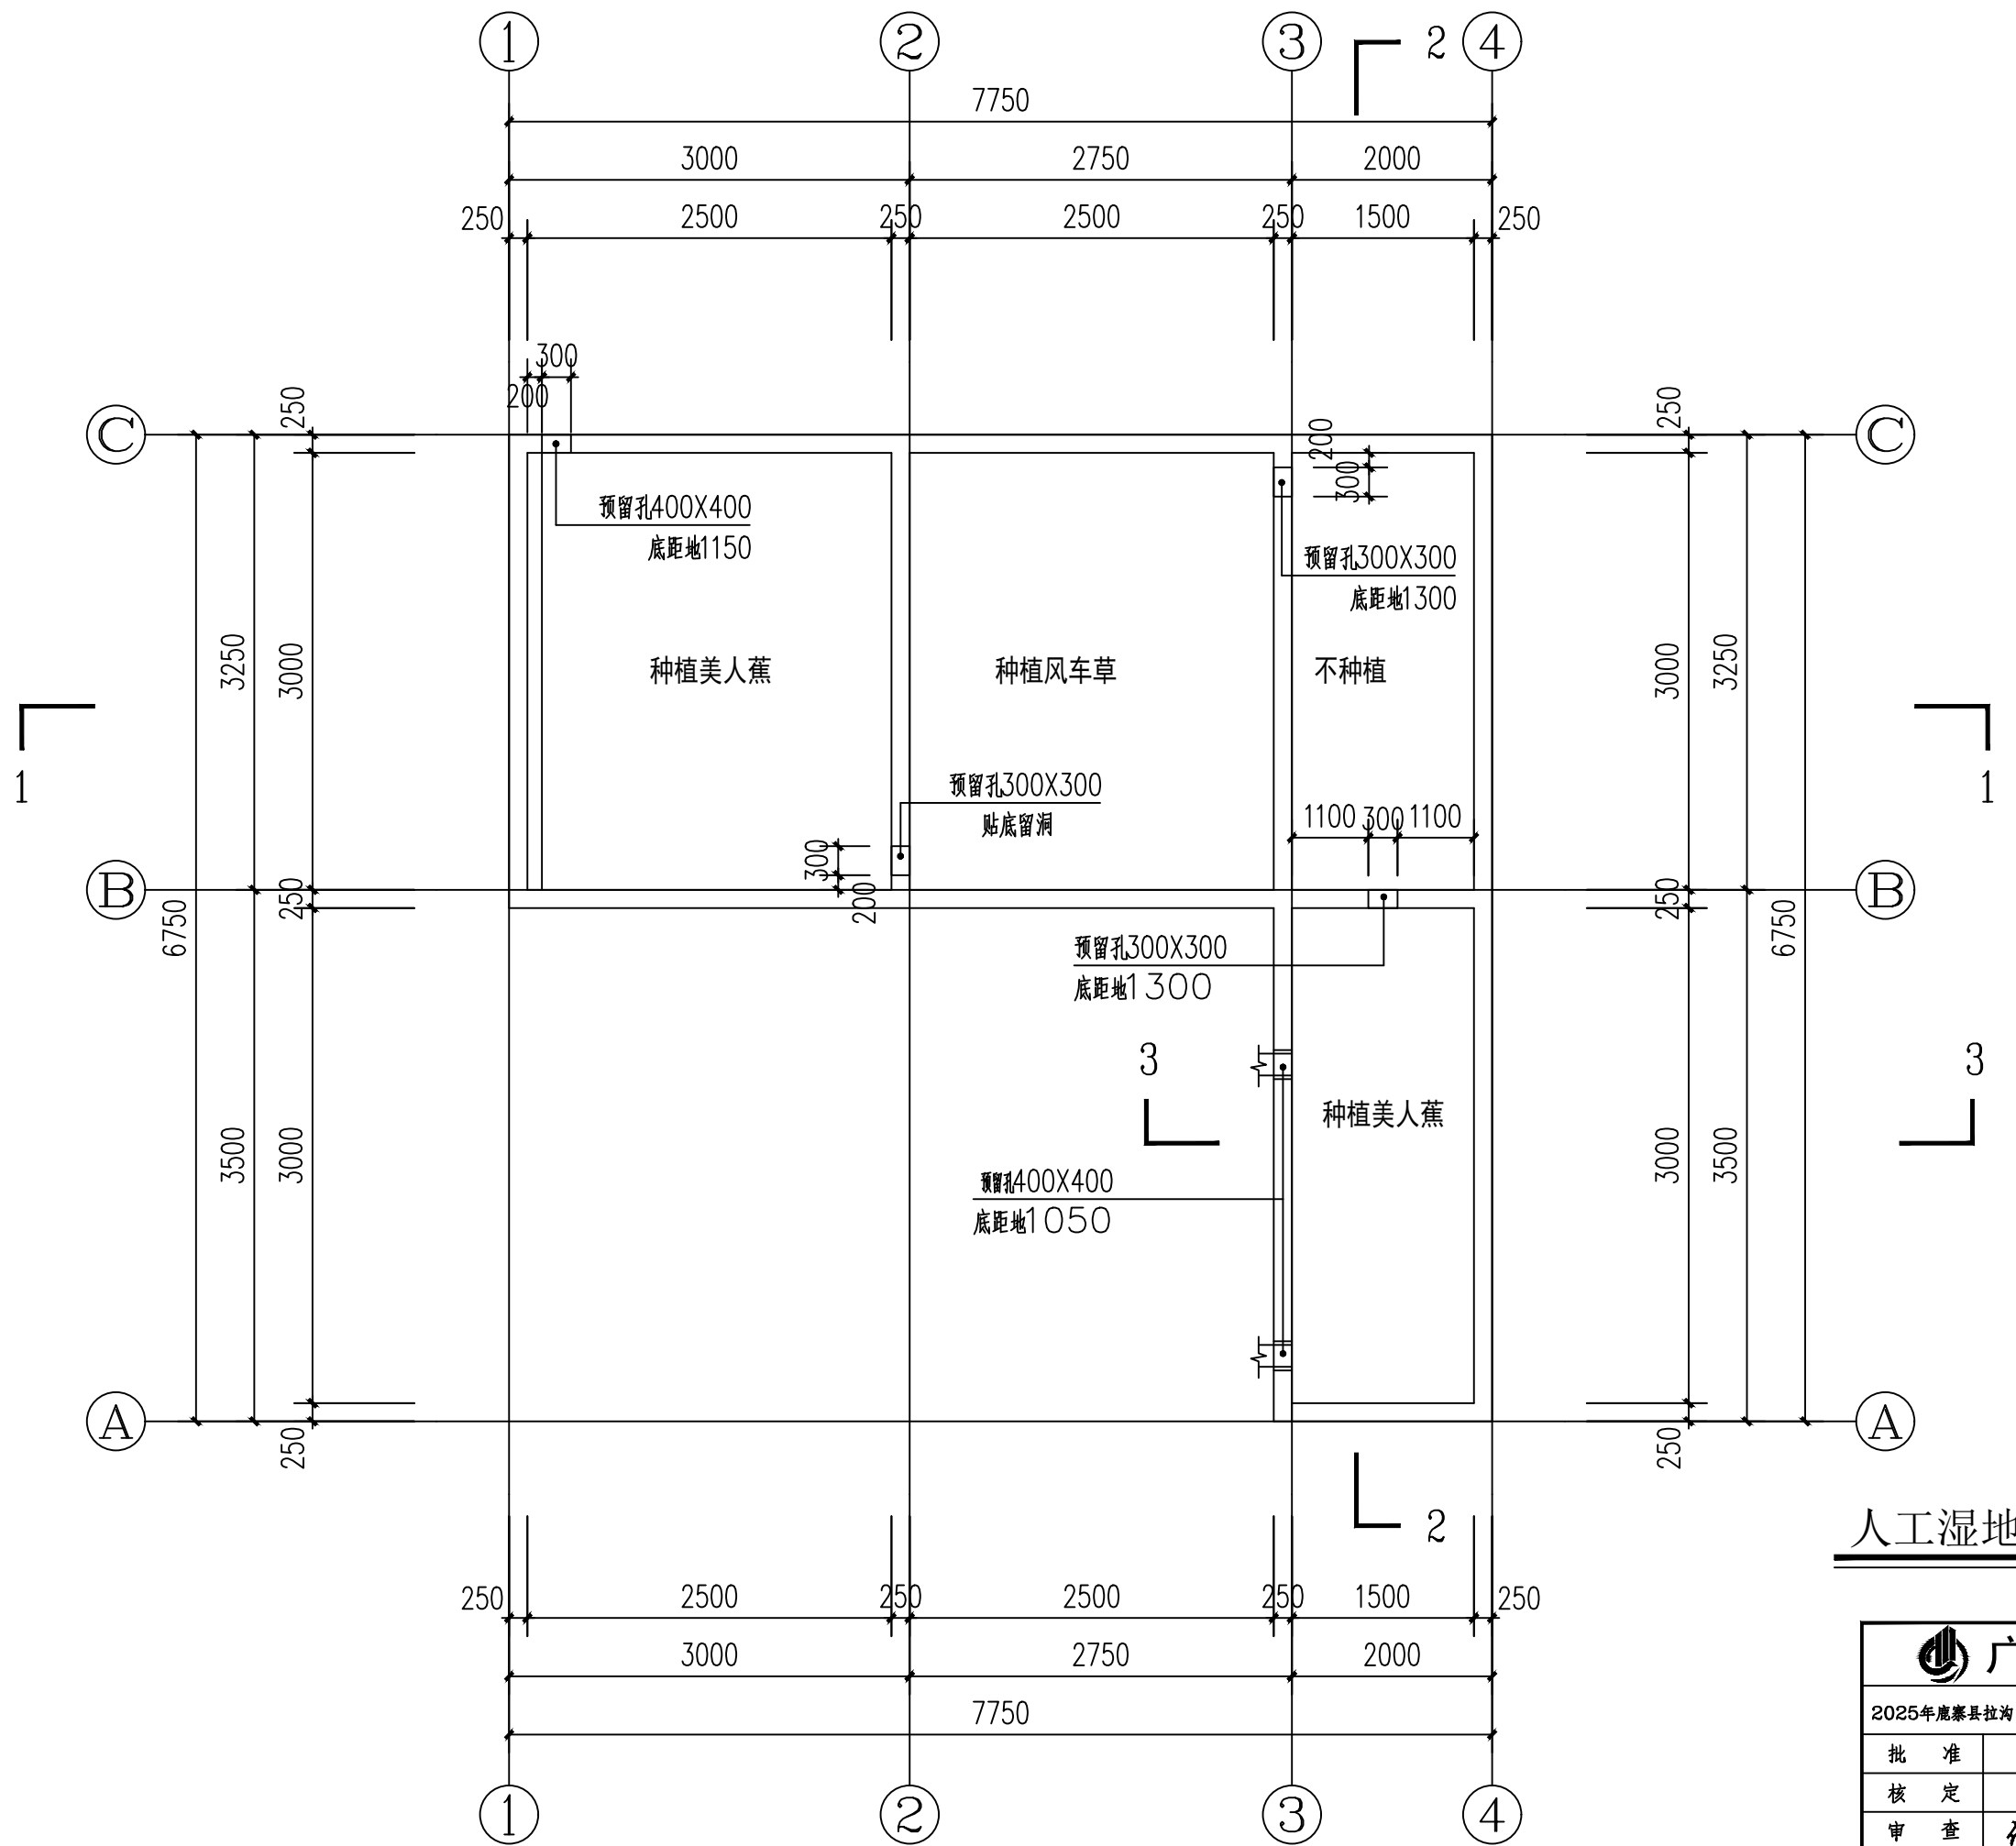 1 2 3 2 4
7750
3000 2750 2000
250 2500 250 2500 250 1500 250
300
200
C 250 250 C
200
300
预留孔400X400
底距地1150
预留孔300X300
底距地1300
3250 3000 3000 3250
种植美人蕉 种植风车草 不种植
1 1
预留孔300X300
贴底留洞
1100 300 1100
300
200
B 250 250 B
6750 6750
预留孔300X300
底距地1300
3 3
种植美人蕉
3500 3000 3000 3500
预留孔400X400
底距地1050
A 250 250 A
2
人工湿地
250 2500 250 2500 250 1500 250
3000 2750 2000
7750
广
2025年鹿寨县拉沟
批 准
核 定
审 查
1 2 3 4